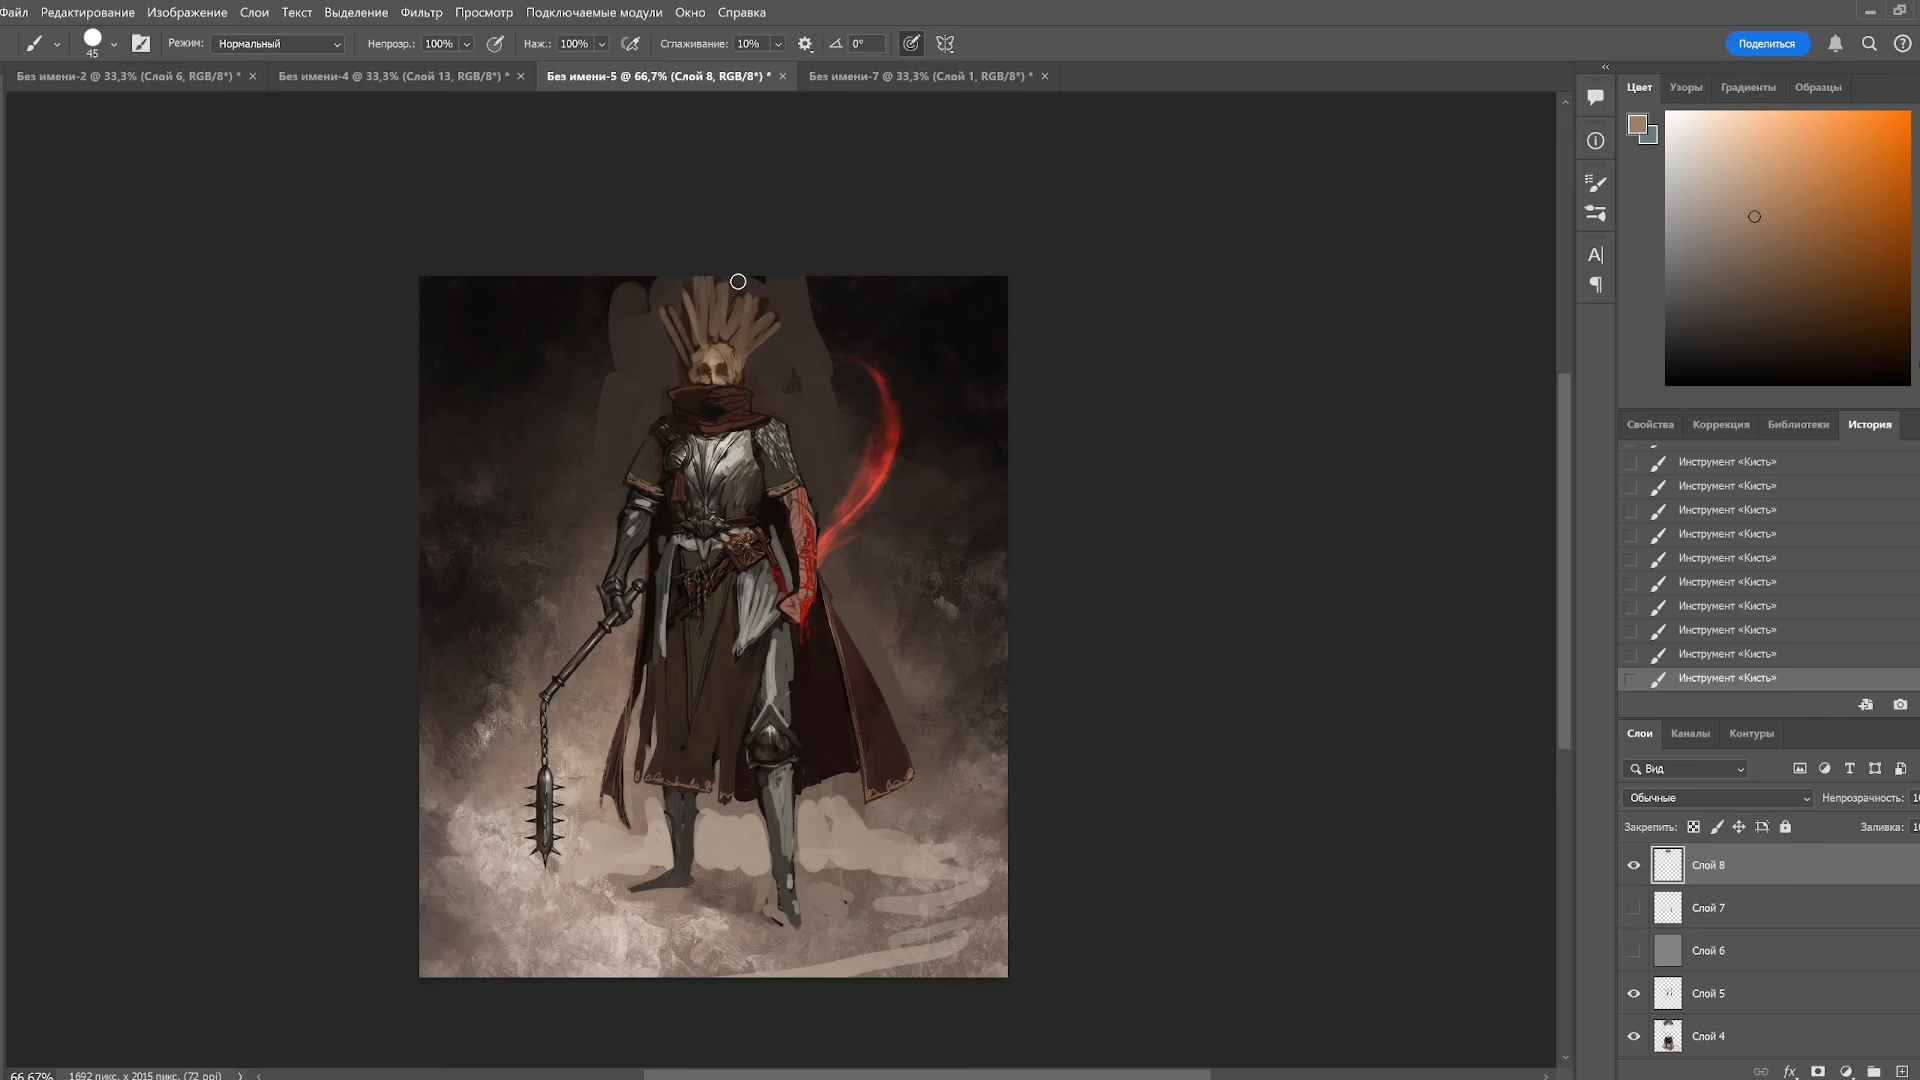 Файл Редактирование Изображение Слои Текст Выделение Фильтр Просмотр Подключаемые модули Окно Справка
45 Режим: Нормальный Непрозр.: 100% Наж.: 100% Сглаживание: 10% 0° Поделиться
Без имени-2 @ 33,3% (Слой 6, RGB/8*) * Без имени-4 @ 33,3% (Слой 13, RGB/8*) * Без имени-5 @ 66,7% (Слой 8, RGB/8*) * Без имени-7 @ 33,3% (Слой 1, RGB/8*) *
Цвет Узоры Градиенты Образцы
Свойства Коррекция Библиотеки История
Инструмент «Кисть»
Инструмент «Кисть»
Инструмент «Кисть»
Инструмент «Кисть»
Инструмент «Кисть»
Инструмент «Кисть»
Инструмент «Кисть»
Инструмент «Кисть»
Инструмент «Кисть»
Инструмент «Кисть»
Слои Каналы Контуры
Вид
Обычные Непрозрачность: 10
Закрепить: Заливка: 10
Слой 8
Слой 7
Слой 6
Слой 5
Слой 4
66,67% 1692 пикс. x 2015 пикс. (72 ppi)